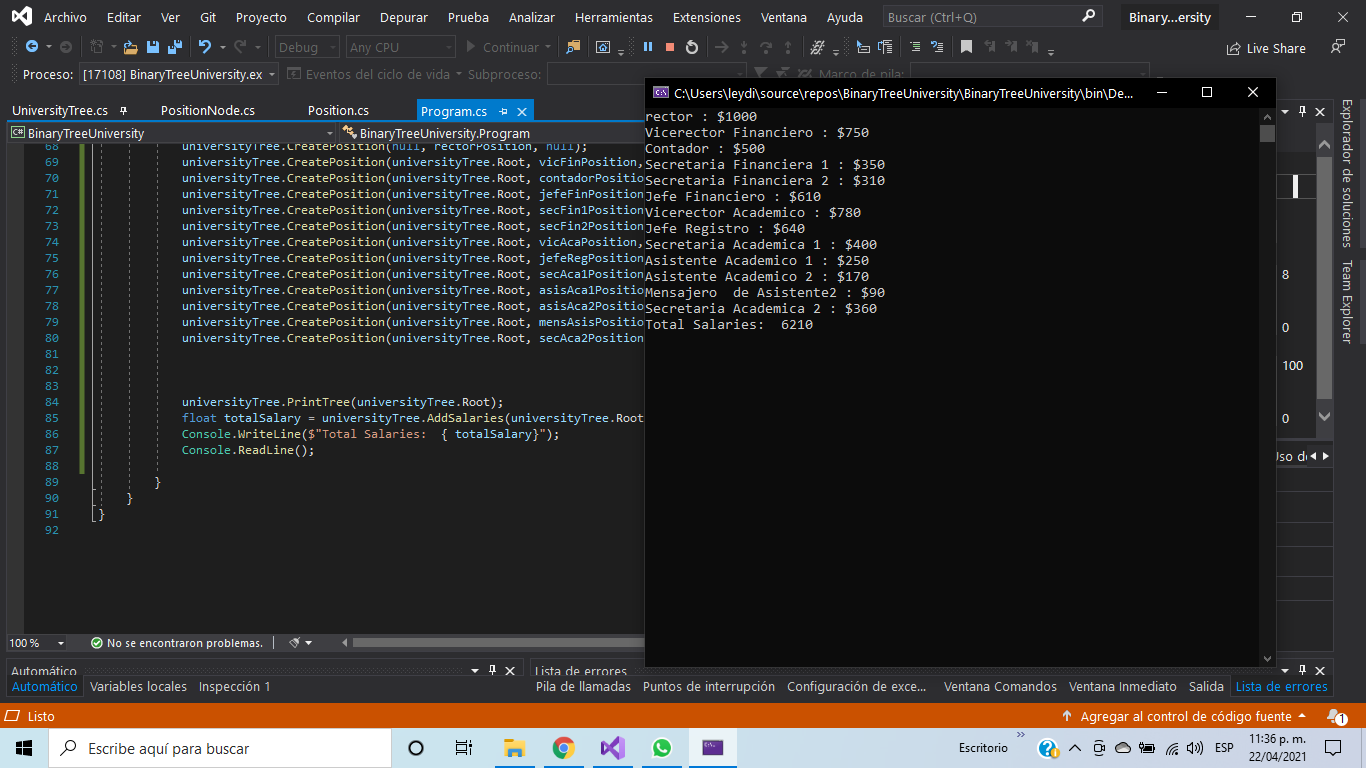 Archivo Editar Ver Git Proyecto Compilar Depurar Prueba Analizar Herramientas Extensiones Ventana Ayuda Buscar (Ctrl+Q) Binary...ersity
Debug Any CPU Continuar Live Share
Proceso: [17108] BinaryTreeUniversity.ex Eventos del ciclo de vida Subproceso: Marco de pila:
UniversityTree.cs PositionNode.cs Position.cs Program.cs
BinaryTreeUniversity BinaryTreeUniversity.Program
68 universityTree.CreatePosition(null, rectorPosition, null);
69 universityTree.CreatePosition(universityTree.Root, vicFinPosition,
70 universityTree.CreatePosition(universityTree.Root, contadorPosition
71 universityTree.CreatePosition(universityTree.Root, jefeFinPosition
72 universityTree.CreatePosition(universityTree.Root, secFin1Position
73 universityTree.CreatePosition(universityTree.Root, secFin2Position
74 universityTree.CreatePosition(universityTree.Root, vicAcaPosition,
75 universityTree.CreatePosition(universityTree.Root, jefeRegPosition
76 universityTree.CreatePosition(universityTree.Root, secAca1Position
77 universityTree.CreatePosition(universityTree.Root, asisAca1Position
78 universityTree.CreatePosition(universityTree.Root, asisAca2Position
79 universityTree.CreatePosition(universityTree.Root, mensAsisPosition
80 universityTree.CreatePosition(universityTree.Root, secAca2Position
81
82
83
84 universityTree.PrintTree(universityTree.Root);
85 float totalSalary = universityTree.AddSalaries(universityTree.Root
86 Console.WriteLine($"Total Salaries:  { totalSalary}");
87 Console.ReadLine();
88
89 }
90 }
91 }
92
C:\Users\leydi\source\repos\BinaryTreeUniversity\BinaryTreeUniversity\bin\De...
rector : $1000
Vicerector Financiero : $750
Contador : $500
Secretaria Financiera 1 : $350
Secretaria Financiera 2 : $310
Jefe Financiero : $610
Vicerector Academico : $780
Jefe Registro : $640
Secretaria Academica 1 : $400
Asistente Academico 1 : $250
Asistente Academico 2 : $170
Mensajero  de Asistente2 : $90
Secretaria Academica 2 : $360
Total Salaries:  6210
8
0
100
0
Uso de
Explorador de soluciones
Team Explorer
100 % No se encontraron problemas.
Automático Lista de errores
Automático Variables locales Inspección 1 Pila de llamadas Puntos de interrupción Configuración de exce... Ventana Comandos Ventana Inmediato Salida Lista de errores
Listo Agregar al control de código fuente 1
Escribe aquí para buscar Escritorio » ESP 11:36 p. m.
22/04/2021